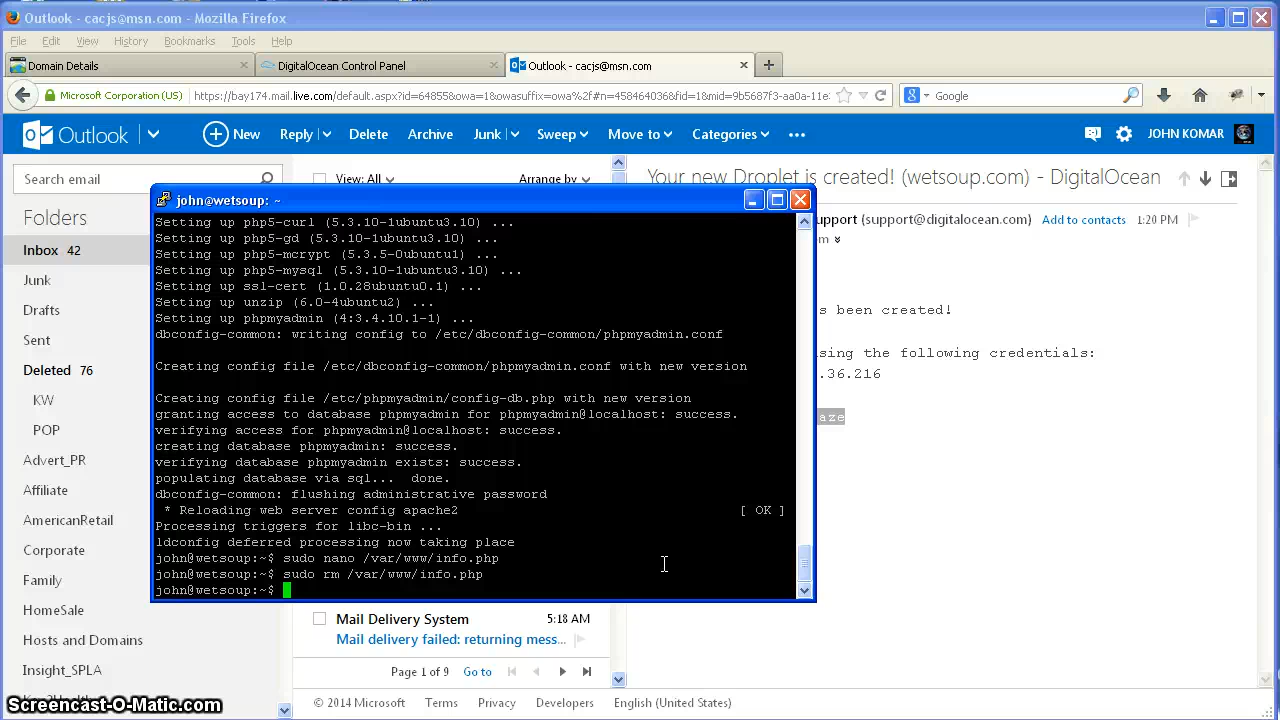 Outlook - cacjs@msn.com - Mozilla Firefox
File Edit View History Bookmarks Tools Help
Domain Details
DigitalOcean Control Panel
Outlook - cacjs@msn.com
Microsoft Corporation (US)
https://bay174.mail.live.com/default.aspx?id=64855&owa=1&owasuffix=owa%2f#n=458464036&fid=1&mid=9b5687f3-aa0a-11e
Google
Outlook
New Reply Delete Archive Junk Sweep Move to Categories
JOHN KOMAR
Search email
View: All
Arrange by
Your new Droplet is created! (wetsoup.com) - DigitalOcean
Folders
Inbox 42
Junk
Drafts
Sent
Deleted 76
KW
POP
Advert_PR
Affiliate
AmericanRetail
Corporate
Family
HomeSale
Hosts and Domains
Insight_SPLA
john@wetsoup: ~
Setting up php5-curl (5.3.10-1ubuntu3.10) ...
Setting up php5-gd (5.3.10-1ubuntu3.10) ...
Setting up php5-mcrypt (5.3.5-0ubuntu1) ...
Setting up php5-mysql (5.3.10-1ubuntu3.10) ...
Setting up ssl-cert (1.0.28ubuntu0.1) ...
Setting up unzip (6.0-4ubuntu2) ...
Setting up phpmyadmin (4:3.4.10.1-1) ...
dbconfig-common: writing config to /etc/dbconfig-common/phpmyadmin.conf
Creating config file /etc/dbconfig-common/phpmyadmin.conf with new version
Creating config file /etc/phpmyadmin/config-db.php with new version
granting access to database phpmyadmin for phpmyadmin@localhost: success.
verifying access for phpmyadmin@localhost: success.
creating database phpmyadmin: success.
verifying database phpmyadmin exists: success.
populating database via sql... done.
dbconfig-common: flushing administrative password
* Reloading web server config apache2 [ OK ]
Processing triggers for libc-bin ...
ldconfig deferred processing now taking place
john@wetsoup:~$ sudo nano /var/www/info.php
john@wetsoup:~$ sudo rm /var/www/info.php
john@wetsoup:~$
upport (support@digitalocean.com) Add to contacts 1:20 PM
m
s been created!
sing the following credentials:
.36.216
aze
Mail Delivery System 5:18 AM
Mail delivery failed: returning mess...
Page 1 of 9 Go to
© 2014 Microsoft Terms Privacy Developers English (United States)
Screencast-O-Matic.com